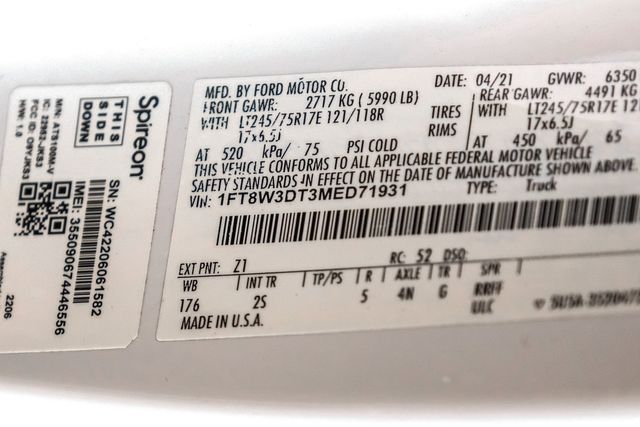 Spireon
THIS
SIDE
DOWN
SN: WC42206061582
IMEI: 355090674446556
H/W: 1.0
2206
MFD. BY FORD MOTOR CO.
DATE: 04/21 GVWR: 6350
FRONT GAWR: 2717 KG ( 5990 LB) REAR GAWR: 4491 KG
WITH LT245/75R17E 121/118R TIRES WITH LT245/75R17E 12
17x6.5J RIMS 17x6.5J
AT 520 kPa/ 75 PSI COLD AT 450 kPa/ 65
THIS VEHICLE CONFORMS TO ALL APPLICABLE FEDERAL MOTOR VEHICLE
SAFETY STANDARDS IN EFFECT ON THE DATE OF MANUFACTURE SHOWN ABOVE.
VIN: 1FT8W3DT3MED71931 TYPE: Truck
EXT PNT: Z1 RC: 52 DSO:
WB INT TR TP/PS R AXLE TR SPR
176 2S 5 4N G RRFF
MADE IN U.S.A. ULC